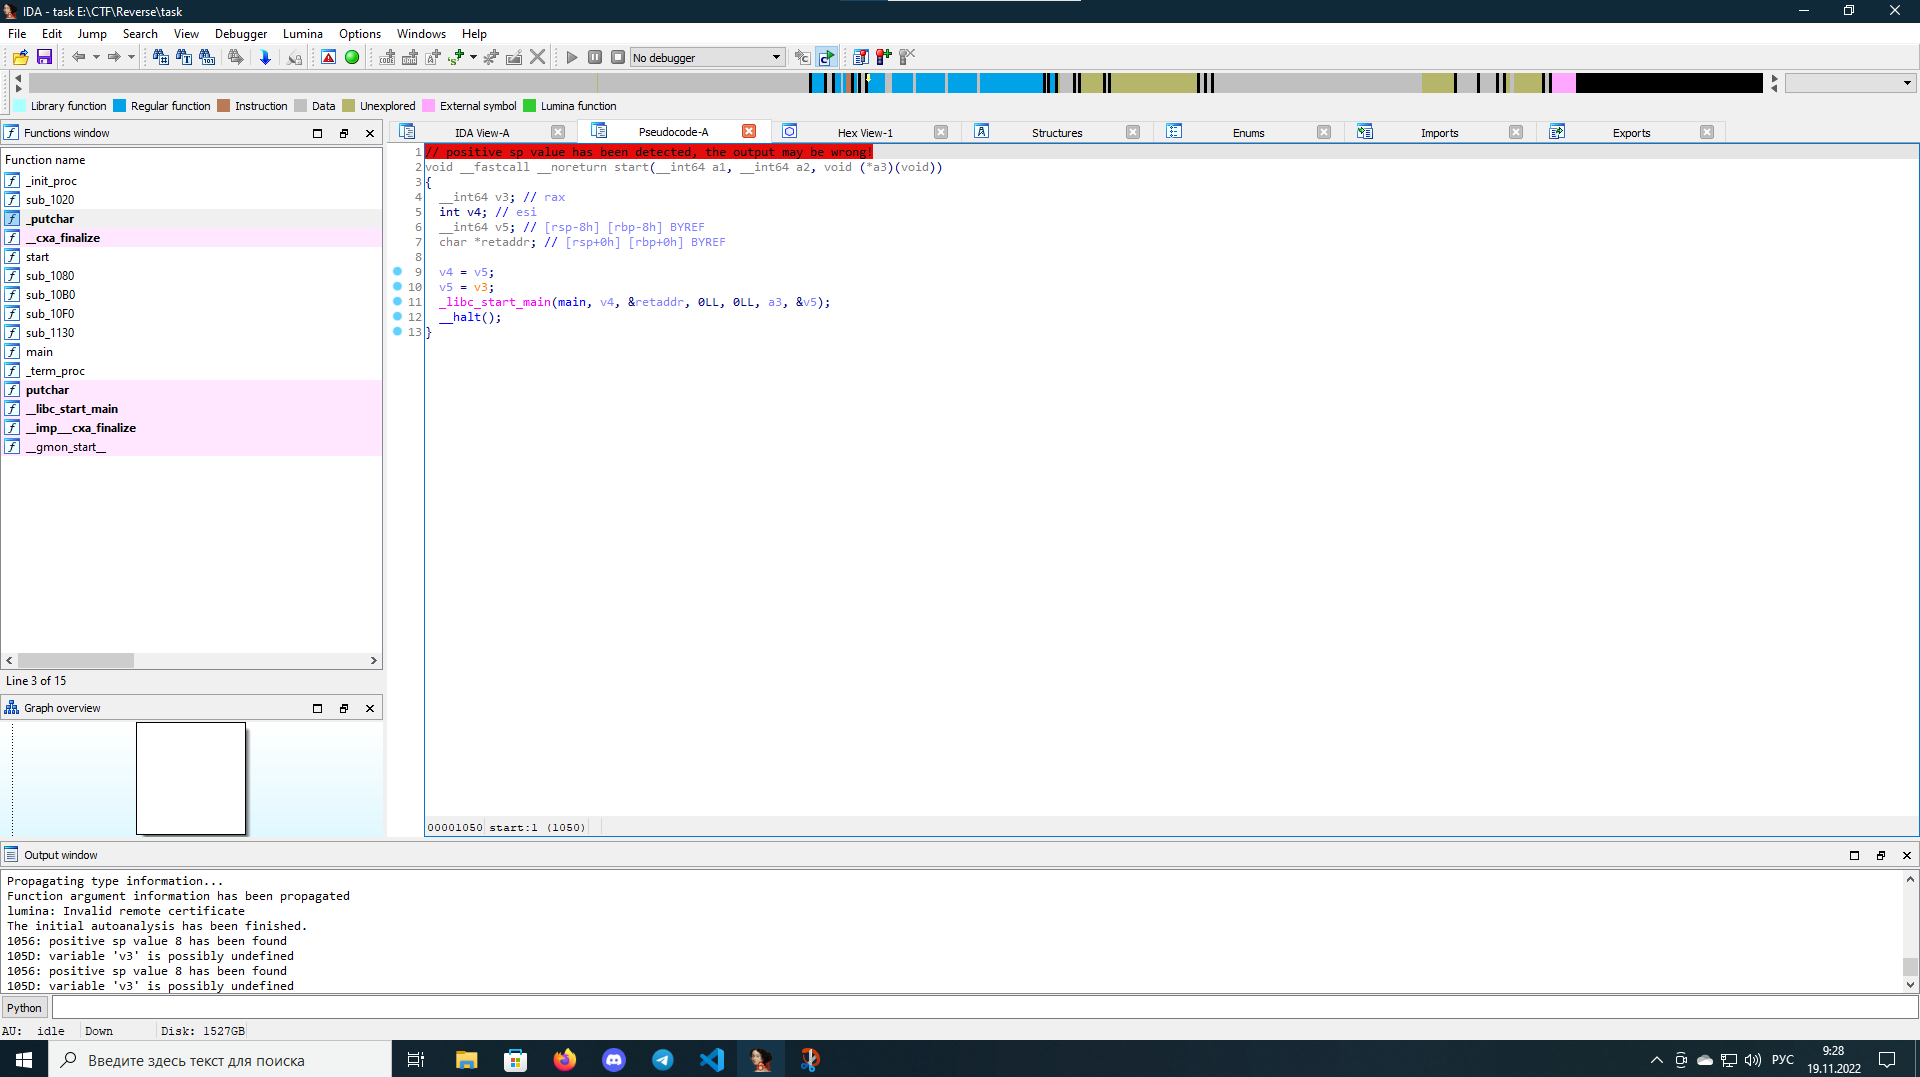 IDA - task E:\CTF\Reverse\task
File Edit Jump Search View Debugger Lumina Options Windows Help
No debugger
Library function Regular function Instruction Data Unexplored External symbol Lumina function
Functions window
Function name
_init_proc
sub_1020
_putchar
__cxa_finalize
start
sub_1080
sub_10B0
sub_10F0
sub_1130
main
_term_proc
putchar
__libc_start_main
__imp___cxa_finalize
__gmon_start__
Line 3 of 15
Graph overview
IDA View-A Pseudocode-A Hex View-1 Structures Enums Imports Exports
1 // positive sp value has been detected, the output may be wrong!
2 void __fastcall __noreturn start(__int64 a1, __int64 a2, void (*a3)(void))
3 {
4 __int64 v3; // rax
5 int v4; // esi
6 __int64 v5; // [rsp-8h] [rbp-8h] BYREF
7 char *retaddr; // [rsp+0h] [rbp+0h] BYREF
8
9 v4 = v5;
10 v5 = v3;
11 _libc_start_main(main, v4, &retaddr, 0LL, 0LL, a3, &v5);
12 __halt();
13 }
00001050 start:1 (1050)
Output window
Propagating type information...
Function argument information has been propagated
lumina: Invalid remote certificate
The initial autoanalysis has been finished.
1056: positive sp value 8 has been found
105D: variable 'v3' is possibly undefined
1056: positive sp value 8 has been found
105D: variable 'v3' is possibly undefined
Python
AU: idle Down Disk: 1527GB
Введите здесь текст для поиска
РУС
9:28
19.11.2022